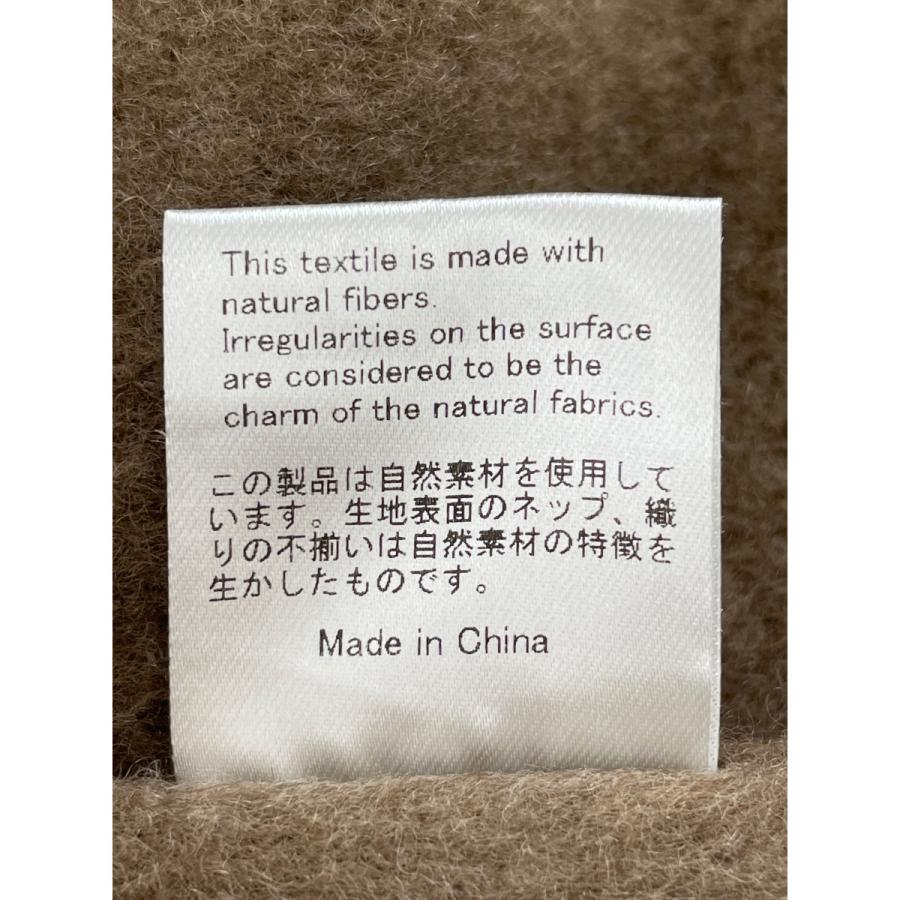 This textile is made with
natural fibers.
Irregularities on the surface
are considered to be the
charm of the natural fabrics.
この製品は自然素材を使用して
います。生地表面のネップ、織
りの不揃いは自然素材の特徴を
生かしたものです。
Made in China